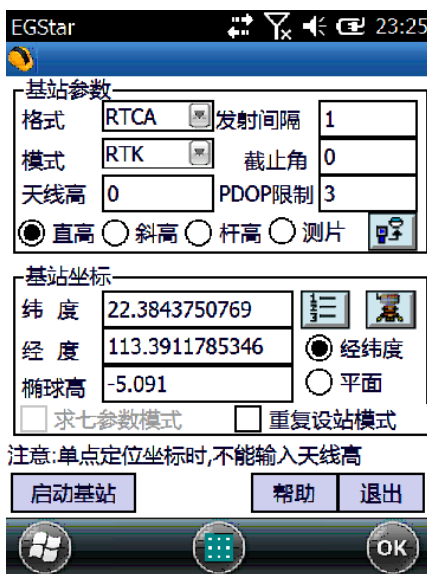 EGStar 23:25
基站参数
格式 RTCA 发射间隔 1
模式 RTK 截止角 0
天线高 0 PDOP限制 3
直高 斜高 杆高 测片
基站坐标
纬 度 22.3843750769
经 度 113.3911785346 经纬度
椭球高 -5.091 平面
求七参数模式 重复设站模式
注意:单点定位坐标时,不能输入天线高
启动基站 帮助 退出
OK